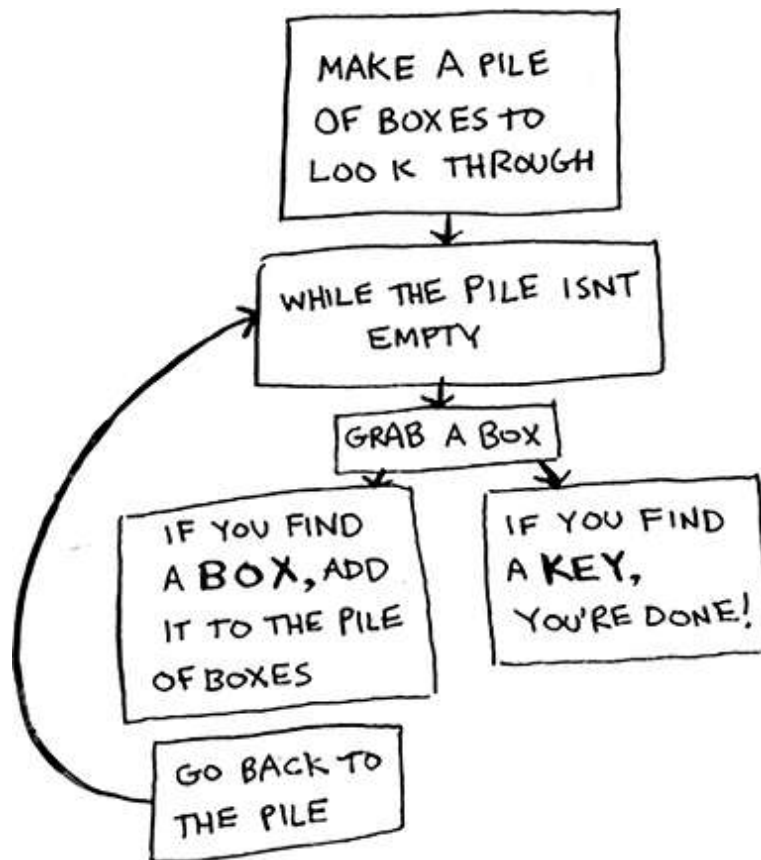 MAKE A PILE
OF BOXES TO
LOOK THROUGH
WHILE THE PILE ISNT
EMPTY
GRAB A BOX
IF YOU FIND
A BOX, ADD
IT TO THE PILE
OF BOXES
IF YOU FIND
A KEY,
YOU'RE DONE!
GO BACK TO
THE PILE